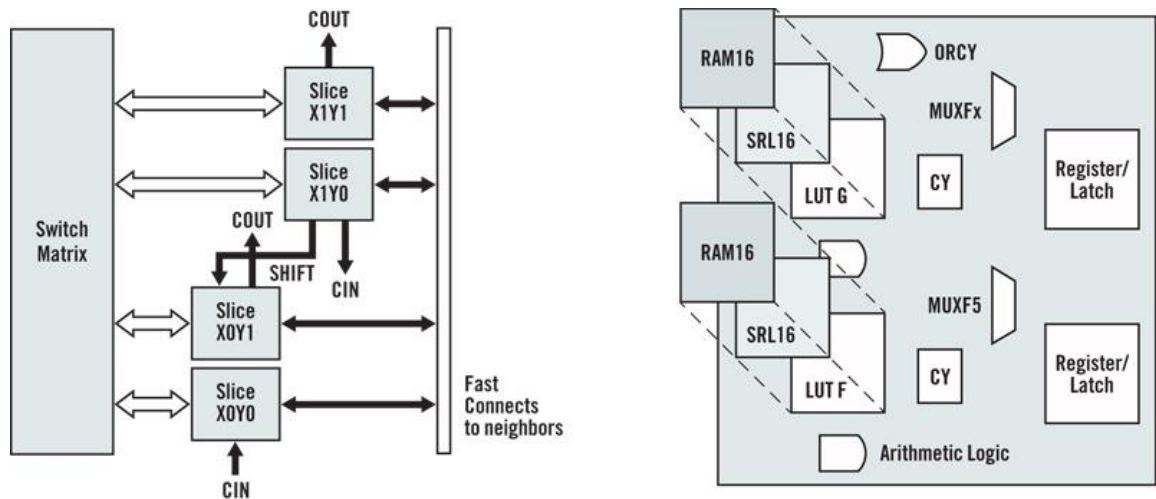 COUT
Slice
X1Y1
Slice
X1Y0
COUT
Switch
Matrix
SHIFT
CIN
Slice
X0Y1
Slice
X0Y0
Fast
Connects
to neighbors
CIN
RAM16
ORCY
MUXFx
SRL16
Register/
Latch
CY
LUT G
RAM16
MUXF5
SRL16
Register/
Latch
CY
LUT F
Arithmetic Logic